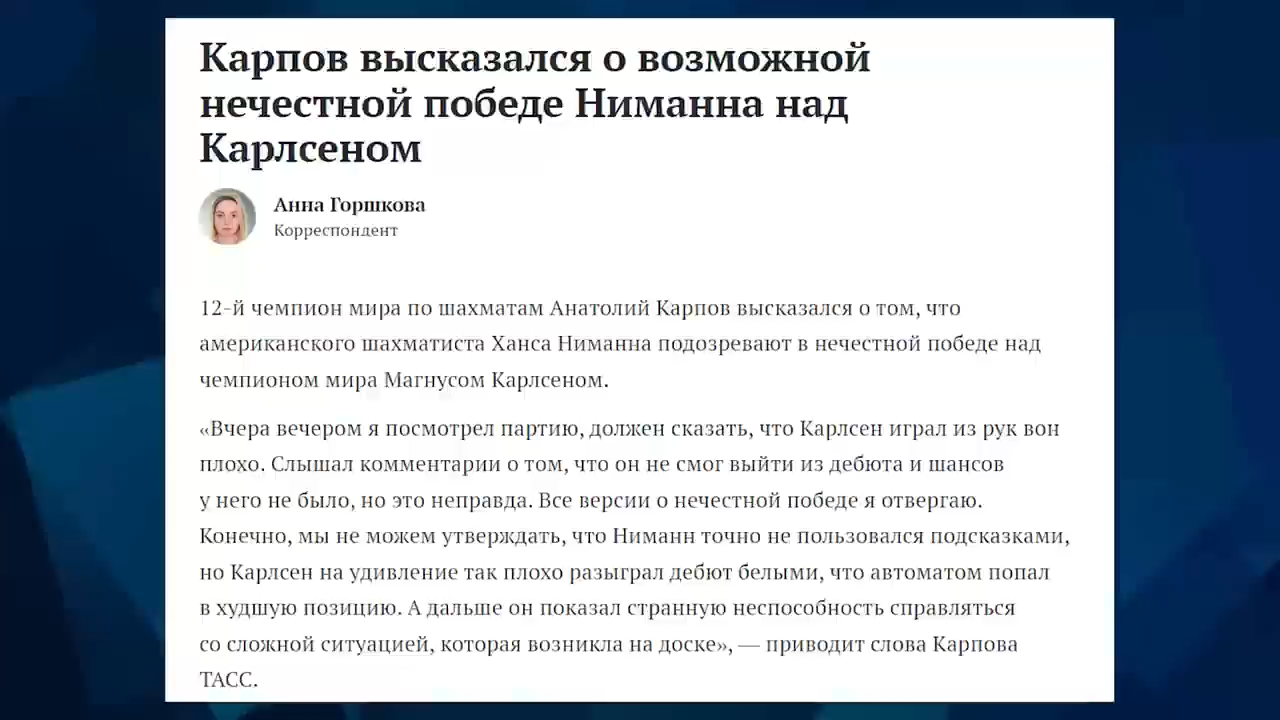 Карпов высказался о возможной
нечестной победе Ниманна над
Карлсеном
Анна Горшкова
Корреспондент
12-й чемпион мира по шахматам Анатолий Карпов высказался о том, что
американского шахматиста Ханса Ниманна подозревают в нечестной победе над
чемпионом мира Магнусом Карлсеном.
«Вчера вечером я посмотрел партию, должен сказать, что Карлсен играл из рук вон
плохо. Слышал комментарии о том, что он не смог выйти из дебюта и шансов
у него не было, но это неправда. Все версии о нечестной победе я отвергаю.
Конечно, мы не можем утверждать, что Ниманн точно не пользовался подсказками,
но Карлсен на удивление так плохо разыграл дебют белыми, что автоматом попал
в худшую позицию. А дальше он показал странную неспособность справляться
со сложной ситуацией, которая возникла на доске», — приводит слова Карпова
ТАСС.